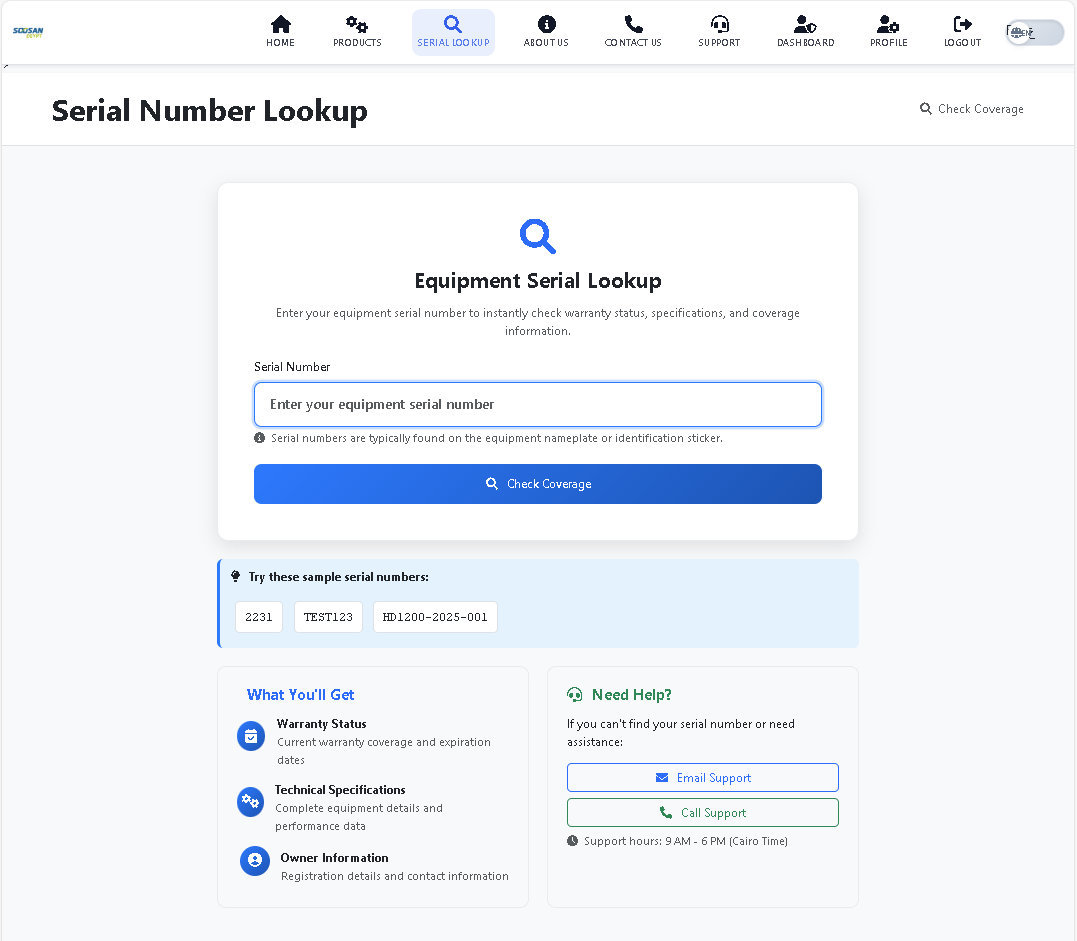 SOOSAN
EGYPT
HOME
PRODUCTS
SERIAL LOOKUP
ABOUT US
CONTACT US
SUPPORT
DASHBOARD
PROFILE
LOGOUT
EN
Serial Number Lookup
Check Coverage
Equipment Serial Lookup
Enter your equipment serial number to instantly check warranty status, specifications, and coverage
information.
Serial Number
Enter your equipment serial number
Serial numbers are typically found on the equipment nameplate or identification sticker.
Check Coverage
Try these sample serial numbers:
2231
TEST123
HD1200-2025-001
What You'll Get
Warranty Status
Current warranty coverage and expiration
dates
Technical Specifications
Complete equipment details and
performance data
Owner Information
Registration details and contact information
Need Help?
If you can't find your serial number or need
assistance:
Email Support
Call Support
Support hours: 9 AM - 6 PM (Cairo Time)